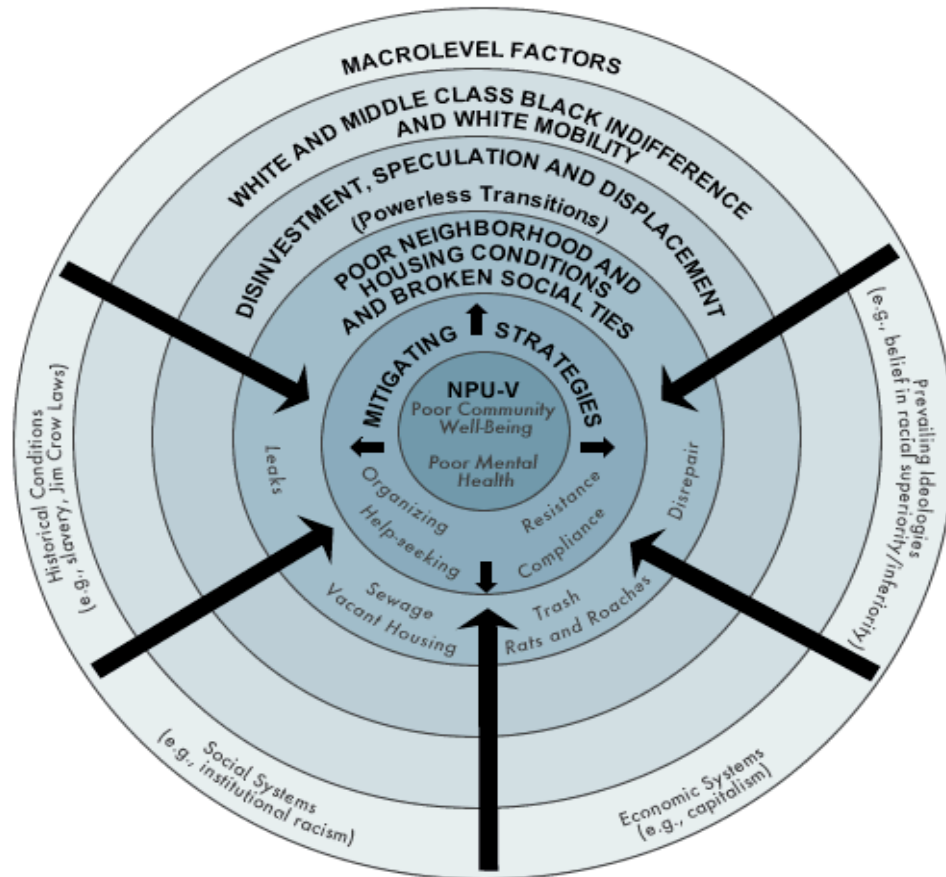 MACROLEVEL FACTORS
WHITE AND MIDDLE CLASS BLACK INDIFFERENCE
AND WHITE MOBILITY
DISINVESTMENT, SPECULATION AND DISPLACEMENT
(Powerless Transitions)
POOR NEIGHBORHOOD AND
HOUSING CONDITIONS
AND BROKEN SOCIAL TIES
MITIGATING STRATEGIES
NPU-V
Poor Community
Well-Being
Poor Mental
Health
Organizing
Help-seeking
Resistance
Compliance
Leaks
Sewage
Vacant Housing
Trash
Rats and Roaches
Disrepair
Historical Conditions
(e.g., slavery, Jim Crow Laws)
Social Systems
(e.g., institutional racism)
Economic Systems
(e.g., capitalism)
Prevailing Ideologies
(e.g., belief in racial superiority/inferiority)